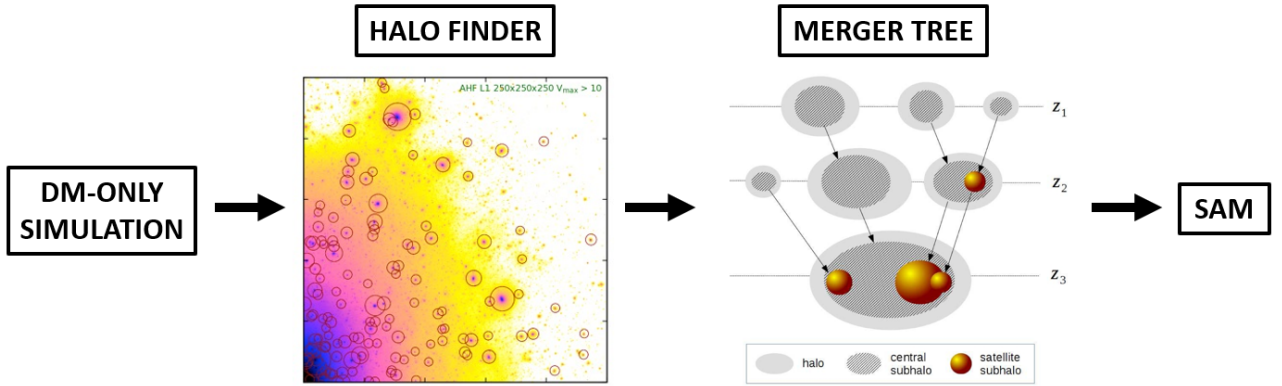 HALO FINDER
MERGER TREE
AHF L1 250x250x250 Vmax > 10
z1
DM-ONLY
SIMULATION
z2
SAM
z3
halo
central
subhalo
satellite
subhalo